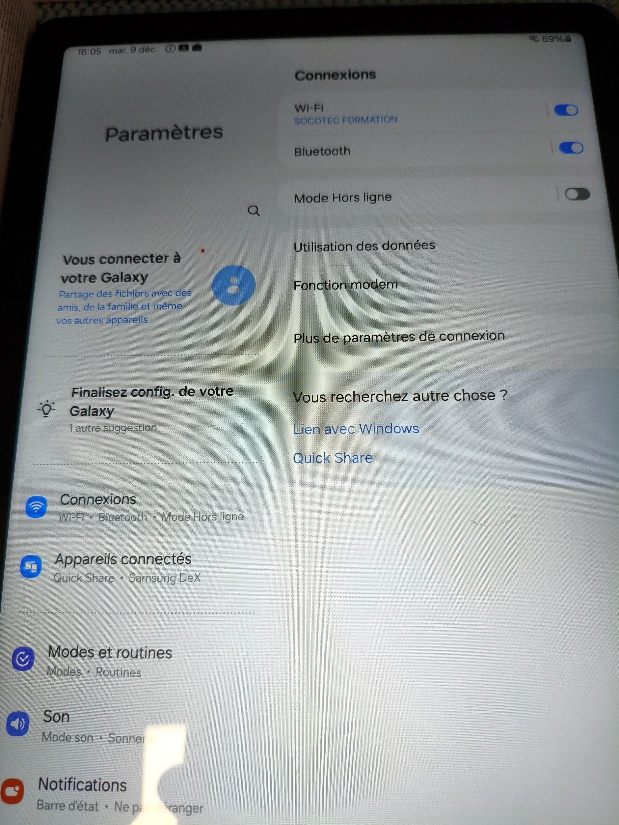 16:05 mar. 9 déc.
69%
Paramètres
Vous connecter à
votre Galaxy
Partage des fichiers avec des
amis, de la famille et même
vos autres appareils
Finalisez config. de votre
Galaxy
1 autre suggestion
Connexions
Wi-Fi • Bluetooth • Mode Hors ligne
Appareils connectés
Quick Share • Samsung DeX
Modes et routines
Modes • Routines
Son
Mode son •
Notifications
Barre d'état • Ne
Connexions
Wi-Fi
SOCOTEC FORMATION
Bluetooth
Mode Hors ligne
Utilisation des données
Fonction modem
Plus de paramètres de connexion
Vous recherchez autre chose ?
Lien avec Windows
Quick Share